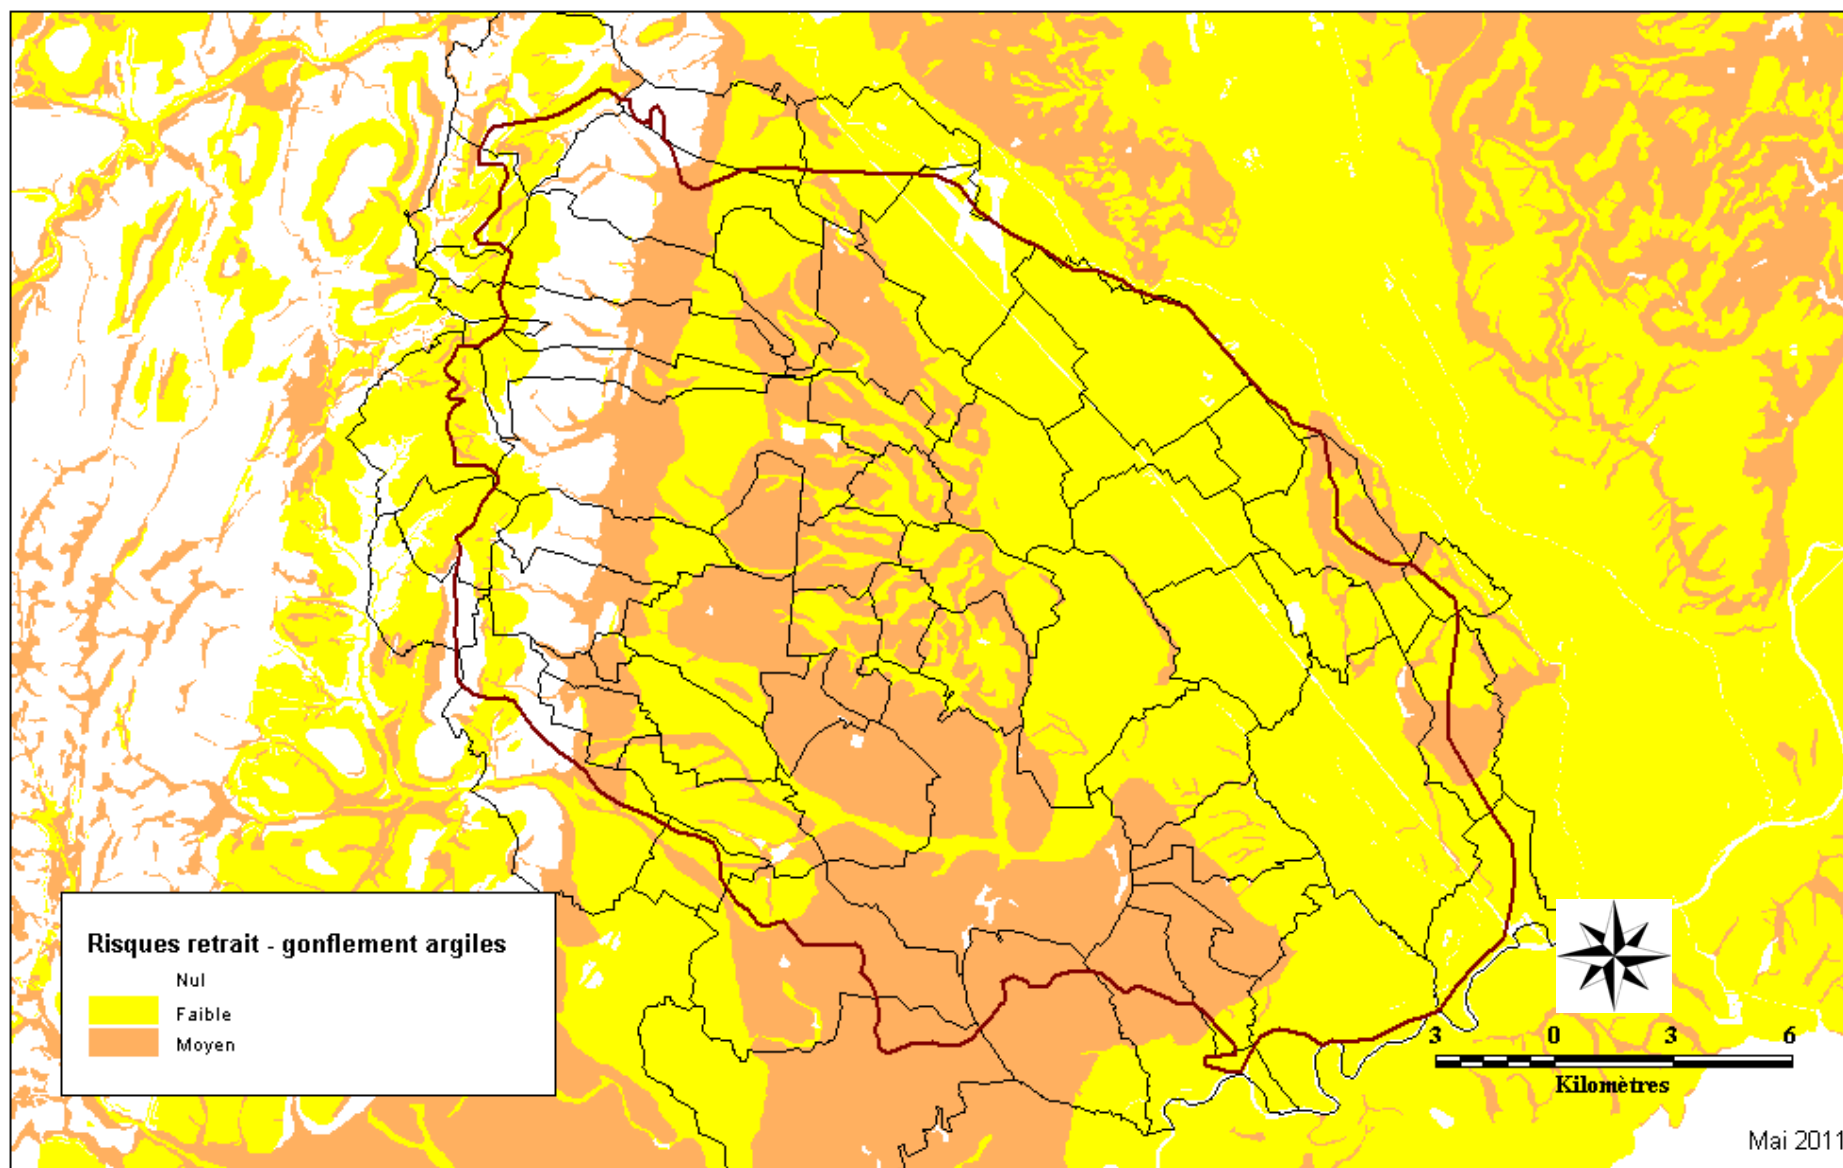 Risques retrait - gonflement argiles
Nul
Faible
Moyen
3 0 3 6
Kilomètres
Mai 2011